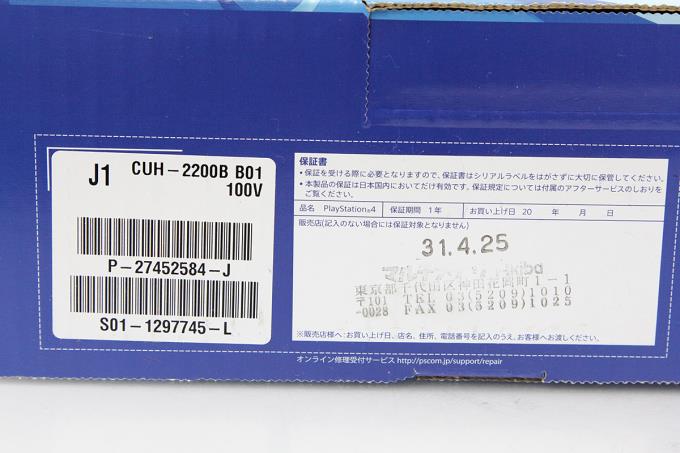 J1 CUH-2200B B01
100V
P-27452584-J
S01-1297745-L
保証書
・保証を受ける際に必要となりますので、保証書はシリアルラベルをはがさずに大切に保管してください。
・本製品の保証は日本国内においてだけ有効です。保証規定については付属のアフターサービスのしおりを
ご覧ください。
品名 PlayStation®4 保証期間 1年 お買い上げ日 20 年 月 日
販売店(記入のない場合は保証対象となりません)
31.4.25
Akiba
東京都千代田区神田花岡町1-1
〒101 TEL 03(5209)1010
-0028 FAX 03(5209)1025
※販売店様へ:お買い上げ日、店名、住所、電話番号を記入のうえ、お客様へお渡しください。
オンライン修理受付サービス http://pscom.jp/support/repair